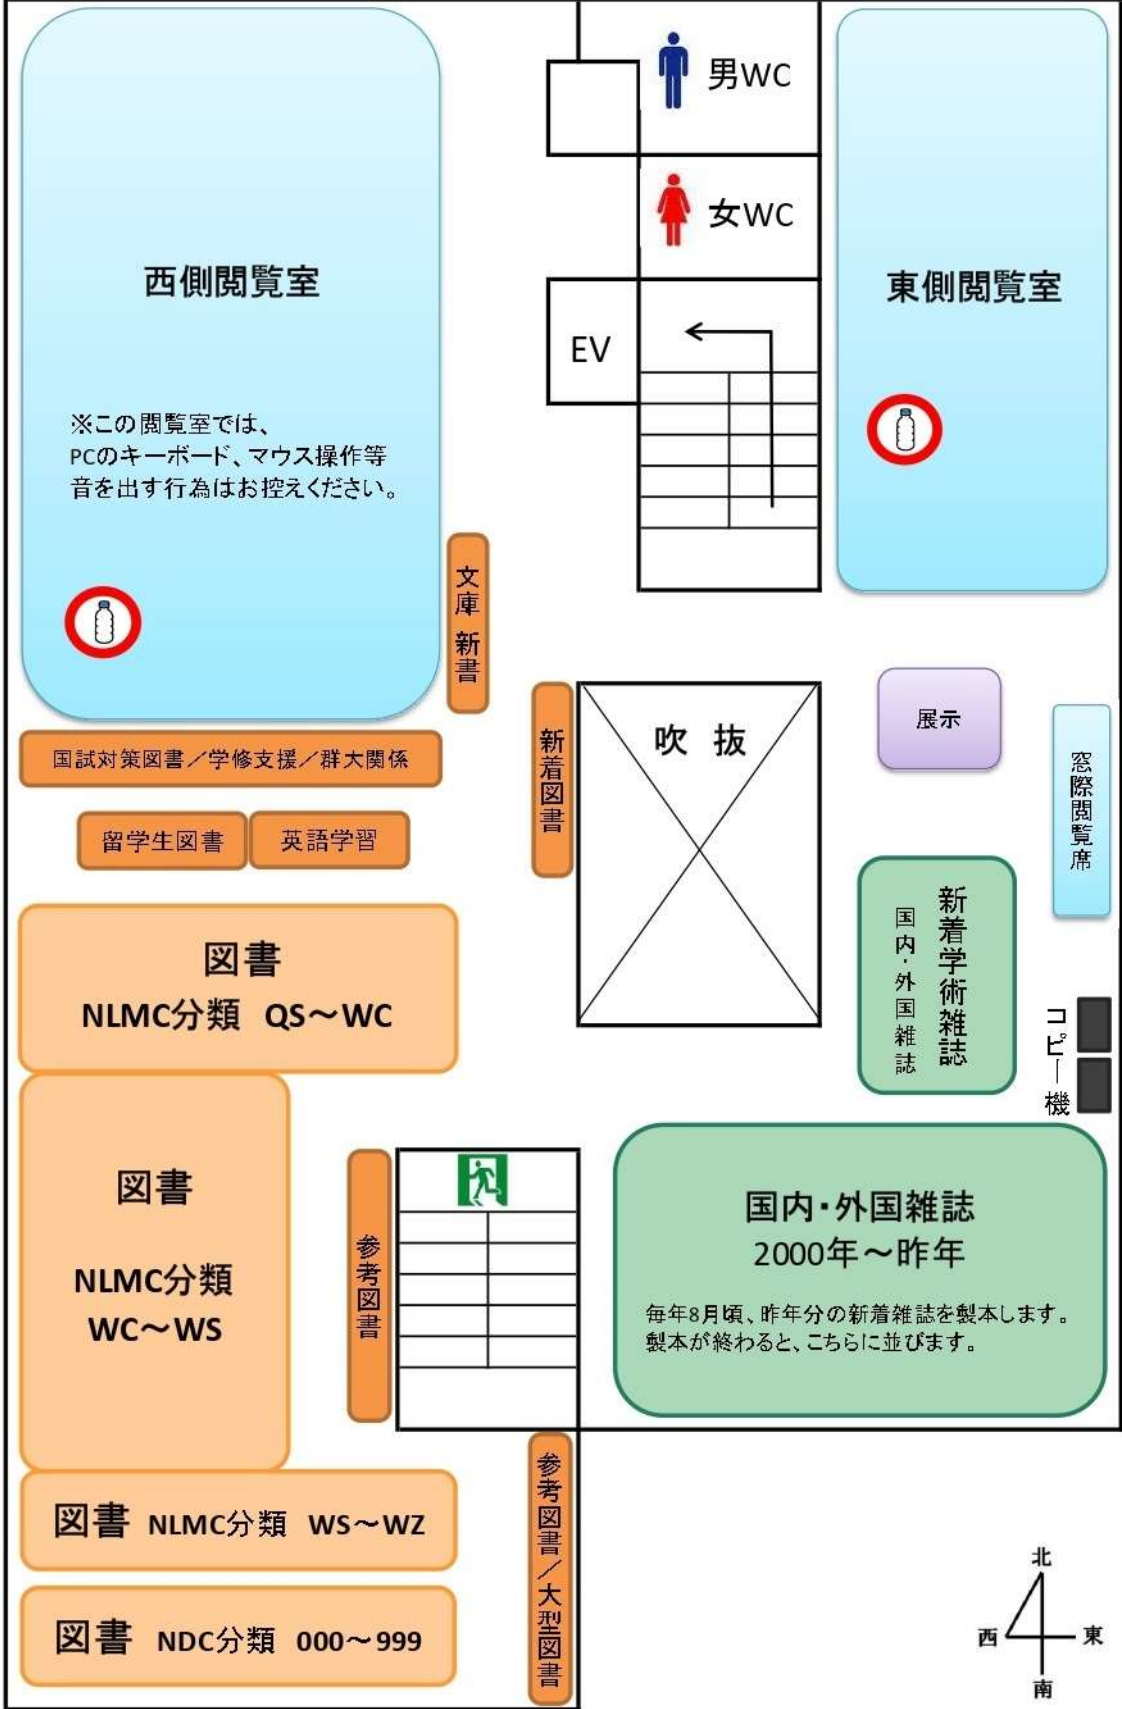 男WC
女WC
西側閲覧室
東側閲覧室
EV
※この閲覧室では、
PCのキーボード、マウス操作等
音を出す行為はお控えください。
文庫 新書
国試対策図書／学修支援／群大関係
新着図書
吹 抜
展示
窓際閲覧席
留学生図書
英語学習
新着学術雑誌
国内・外国雑誌
図書
NLMC分類 QS～WC
コピー機
図書
NLMC分類
WC～WS
参考図書
国内・外国雑誌
2000年～昨年
毎年8月頃、昨年分の新着雑誌を製本します。
製本が終わると、こちらに並びます。
図書 NLMC分類 WS～WZ
参考図書／大型図書
図書 NDC分類 000～999
北
西
東
南